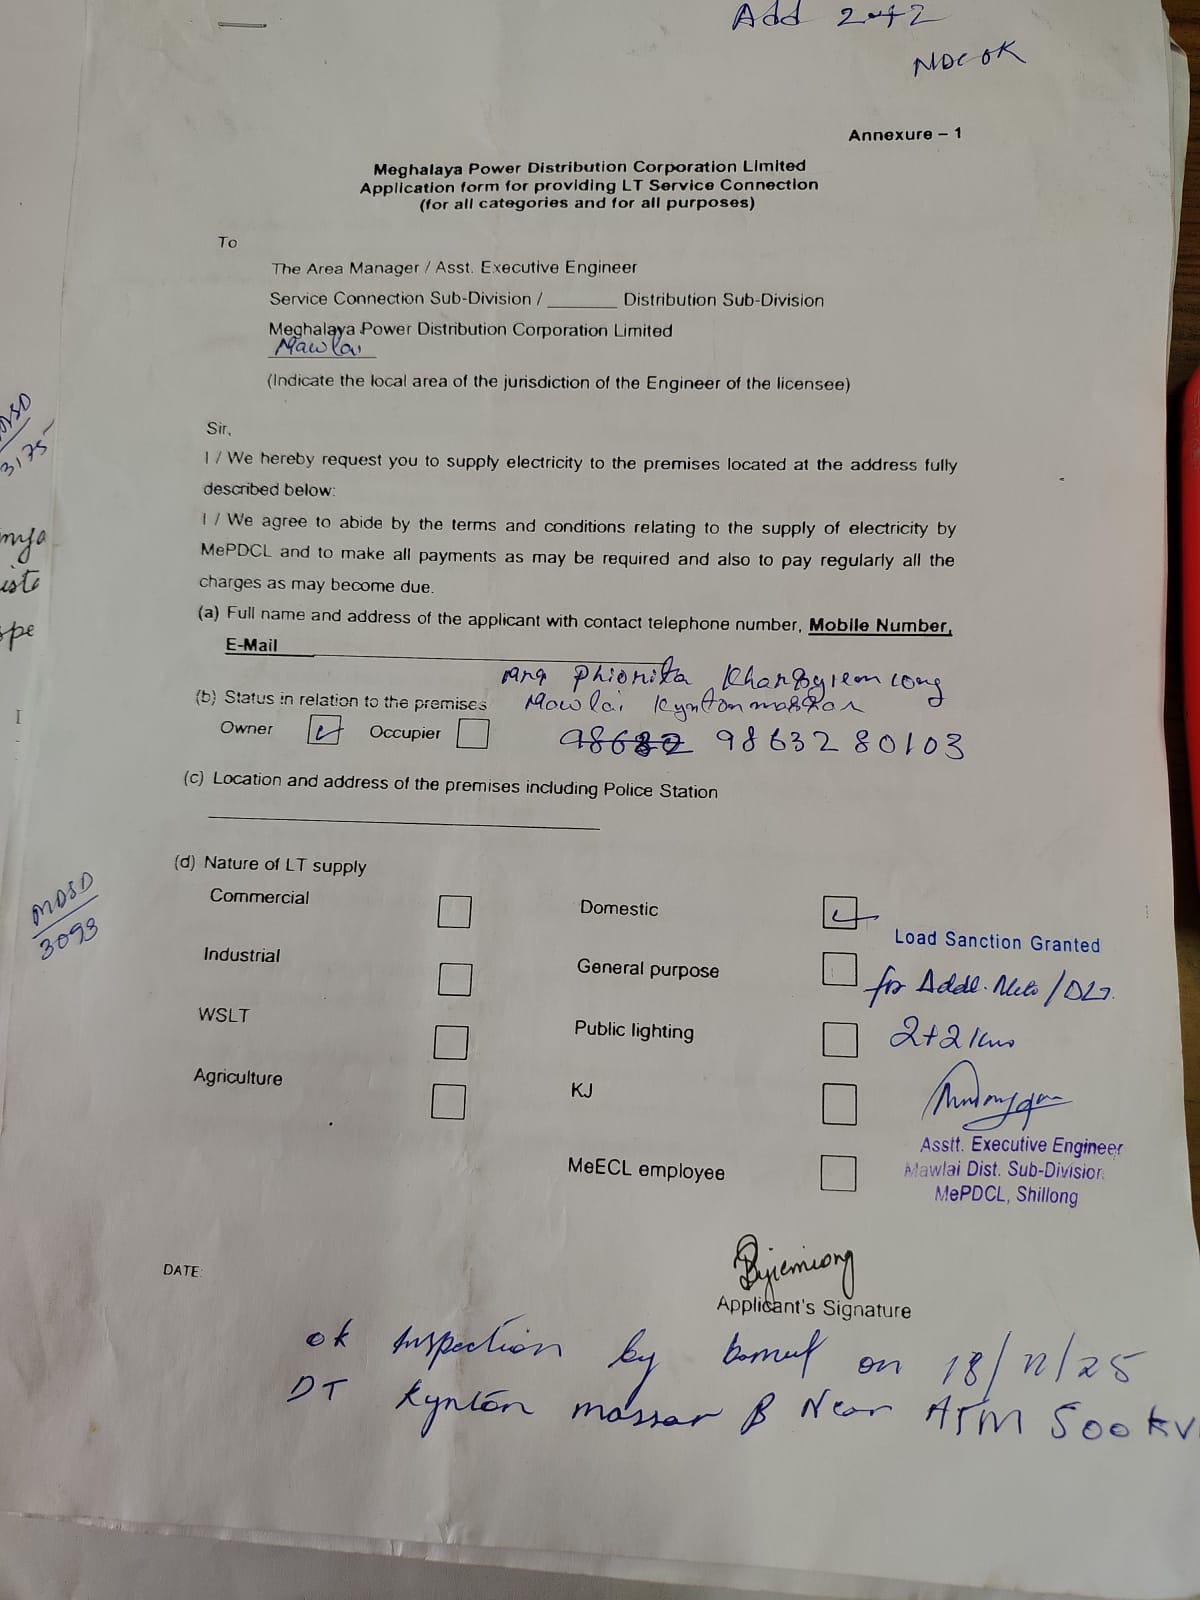 Add 2+2
NDC OK
Annexure – 1
Meghalaya Power Distribution Corporation Limited
Application form for providing LT Service Connection
(for all categories and for all purposes)
To
The Area Manager / Asst. Executive Engineer
Service Connection Sub-Division / _______ Distribution Sub-Division
Meghalaya Power Distribution Corporation Limited
Mawlai
(Indicate the local area of the jurisdiction of the Engineer of the licensee)
3175
Sir,
I / We hereby request you to supply electricity to the premises located at the address fully
described below:
I / We agree to abide by the terms and conditions relating to the supply of electricity by
MePDCL and to make all payments as may be required and also to pay regularly all the
charges as may become due.
(a) Full name and address of the applicant with contact telephone number, Mobile Number,
E-Mail
Phionita
(b) Status in relation to the premises
Mawlai
Owner Occupier
9863280103
(c) Location and address of the premises including Police Station
(d) Nature of LT supply
Commercial Domestic
MDSD
3093
Load Sanction Granted
Industrial General purpose
for Addl.
WSLT Public lighting
2+2 kw
Agriculture KJ
Asstt. Executive Engineer
MeECL employee
Mawlai Dist. Sub-Division
MePDCL, Shillong
DATE:
Applicant's Signature
ok Inspection by on 18/11/25
DT Kynton massar B Near ATM 500 KV